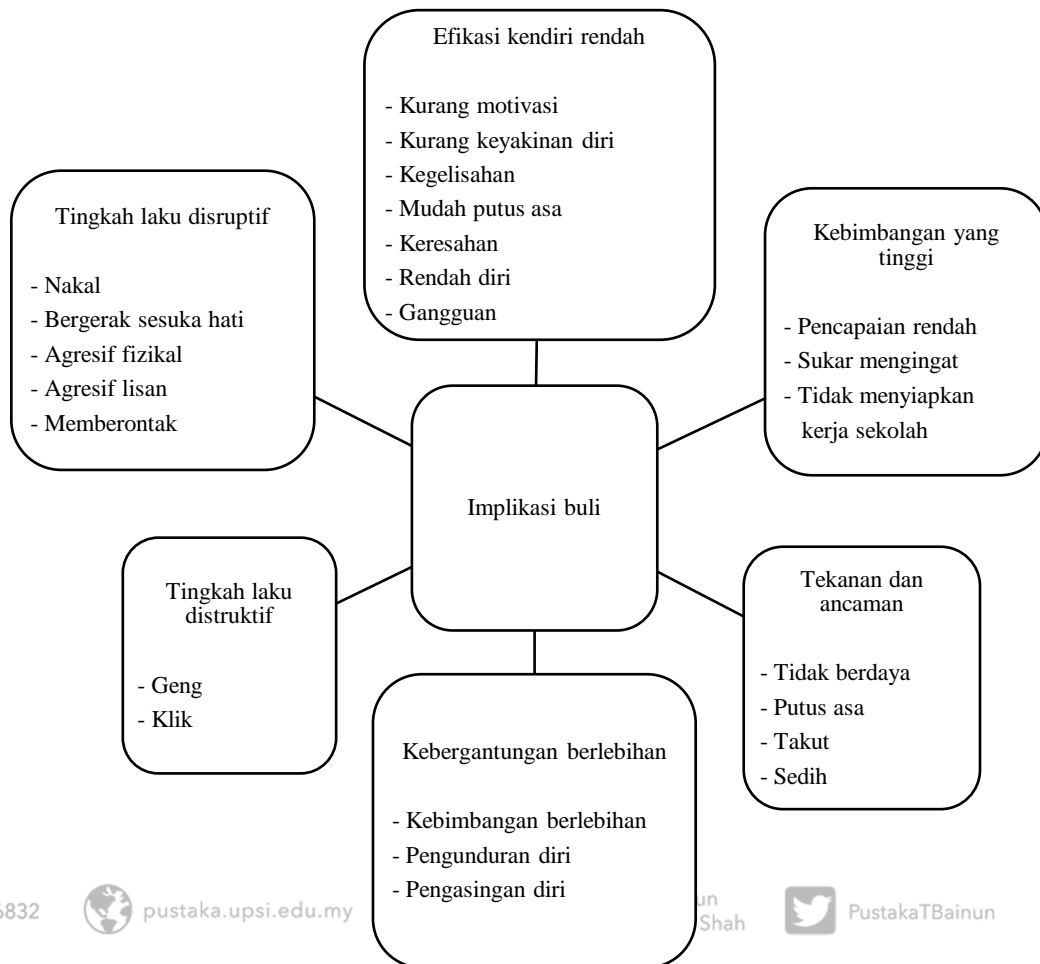 Efikasi kendiri rendah
- Kurang motivasi
- Kurang keyakinan diri
- Kegelisahan
- Mudah putus asa
- Keresahan
- Rendah diri
- Gangguan
Tingkah laku disruptif
- Nakal
- Bergerak sesuka hati
- Agresif fizikal
- Agresif lisan
- Memberontak
Kebimbangan yang
tinggi
- Pencapaian rendah
- Sukar mengingat
- Tidak menyiapkan
kerja sekolah
Implikasi buli
Tingkah laku
distruktif
- Geng
- Klik
Tekanan dan
ancaman
- Tidak berdaya
- Putus asa
- Takut
- Sedih
Kebergantungan berlebihan
- Kebimbangan berlebihan
- Pengunduran diri
- Pengasingan diri
6832
pustaka.upsi.edu.my
un
Shah
PustakaTBainun